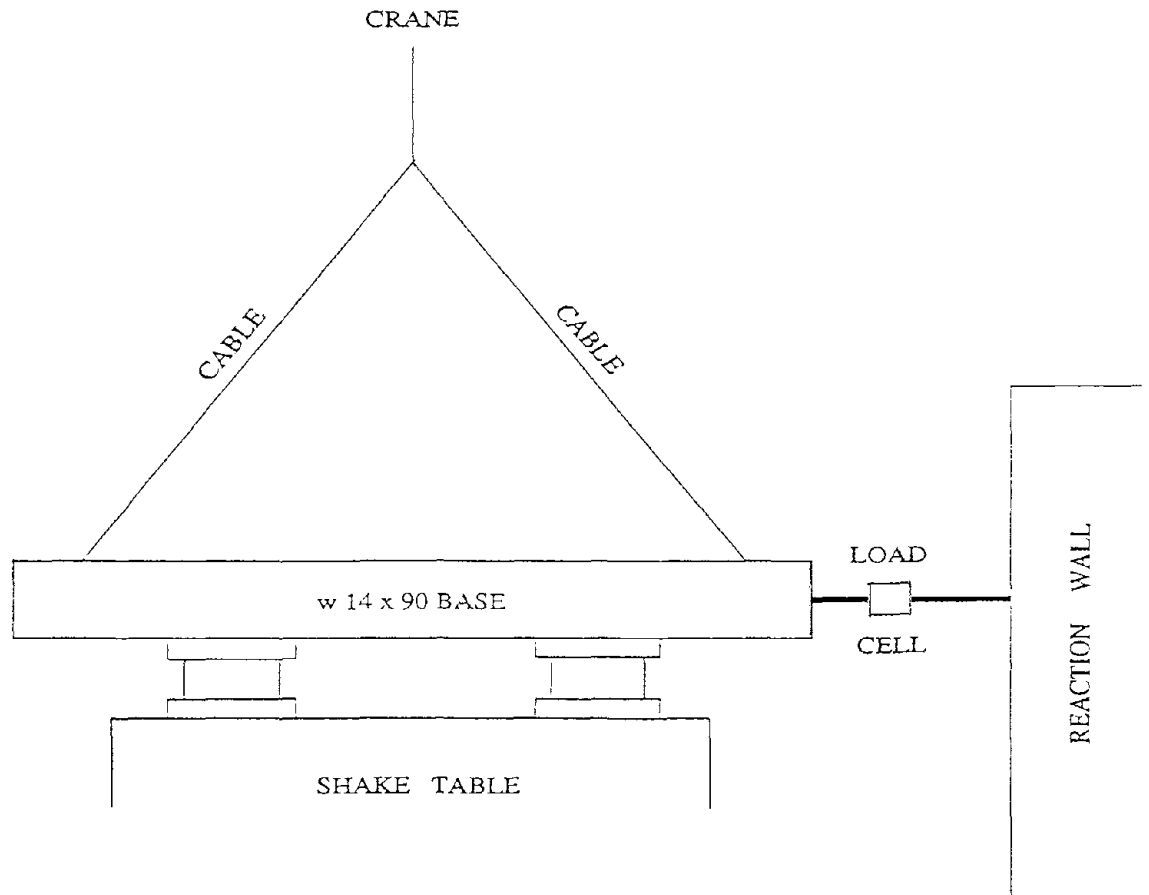 CRANE
CABLE
CABLE
w 14 x 90 BASE
LOAD
CELL
REACTION WALL
SHAKE TABLE